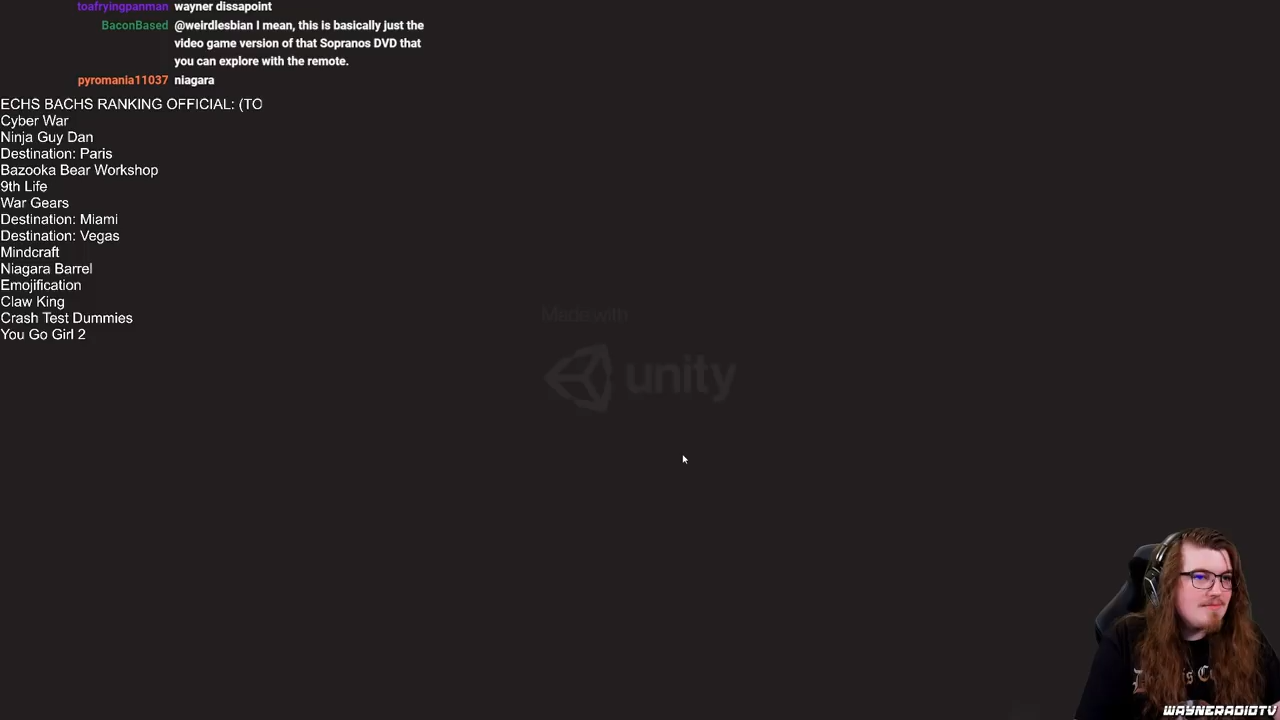 toafryingpanman wayner dissapoint
BaconBased @weirdlesbian I mean, this is basically just the
video game version of that Sopranos DVD that
you can explore with the remote.
pyromania11037 niagara
ECHS BACHS RANKING OFFICIAL: (TO
Cyber War
Ninja Guy Dan
Destination: Paris
Bazooka Bear Workshop
9th Life
War Gears
Destination: Miami
Destination: Vegas
Mindcraft
Niagara Barrel
Emojification
Claw King
Crash Test Dummies
You Go Girl 2
Made with
unity
WAYNERADIOTV